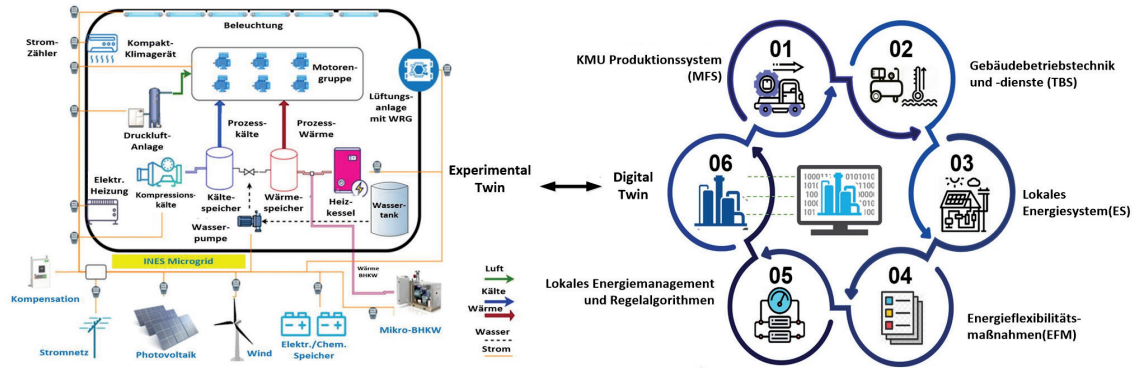 Beleuchtung
Strom-
Zähler
Kompakt-
Klimagerät
Motoren-
gruppe
Lüftungs-
anlage
mit WRG
Druckluft-
Anlage
Prozess-
kälte
Prozess-
Wärme
Elektr.
Heizung
Kompressions-
kälte
Kälte-
speicher
Wärme-
speicher
Heiz-
kessel
Wasser-
tank
Wasser-
pumpe
INES Microgrid
Wärme
BHKW
Kompensation
Stromnetz
Photovoltaik
Wind
Elektr./Chem.
Speicher
Mikro-BHKW
Luft
Kälte
Wärme
Wasser
Strom
Experimental
Twin
Digital
Twin
01
KMU Produktionssystem
(MFS)
02
Gebäudebetriebstechnik
und -dienste (TBS)
03
Lokales
Energiesystem(ES)
04
Energieflexibilitäts-
maßnahmen(EFM)
05
Lokales Energiemanagement
und Regelalgorithmen
06